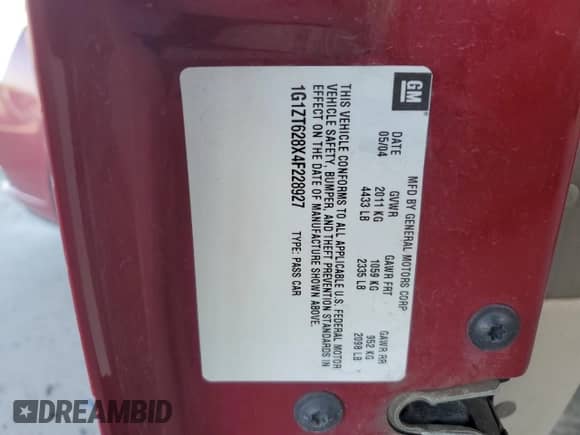 GM
MFD BY GENERAL MOTORS CORP
DATE GVWR GAWR FRT GAWR RR
05/04 2011 KG 1059 KG 952 KG
4433 LB 2335 LB 2098 LB
THIS VEHICLE CONFORMS TO ALL APPLICABLE U.S. FEDERAL MOTOR
VEHICLE SAFETY, BUMPER, AND THEFT PREVENTION STANDARDS IN
EFFECT ON THE DATE OF MANUFACTURE SHOWN ABOVE.
1G1ZT628X4F228927 TYPE: PASS CAR
DREAMBID